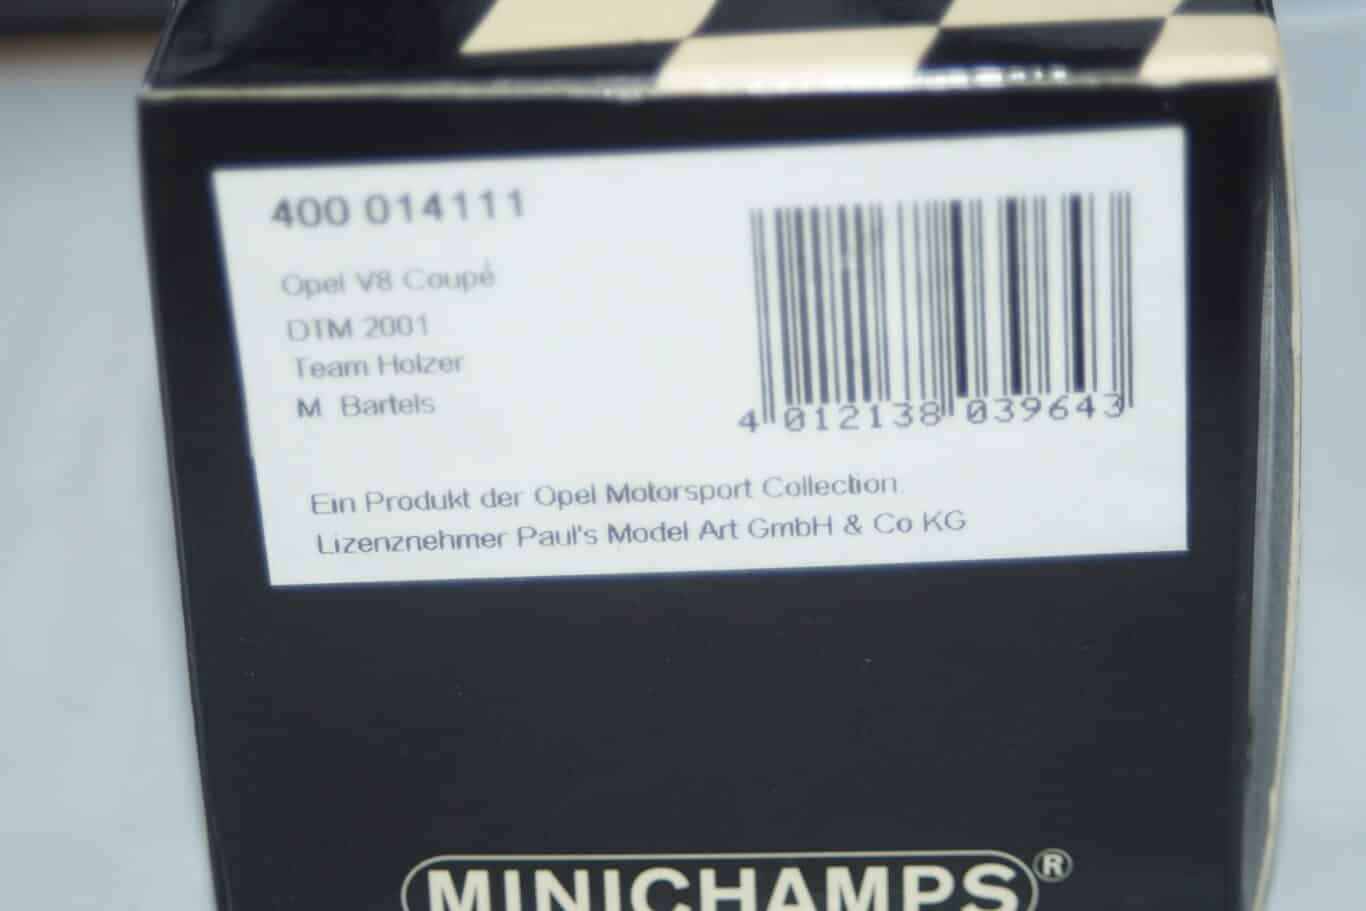 400 014111
Opel V8 Coupé
DTM 2001
Team Holzer
M Bartels
4 012138 039643
Ein Produkt der Opel Motorsport Collection.
Lizenznehmer Paul's Model Art GmbH & Co KG
MINICHAMPS®